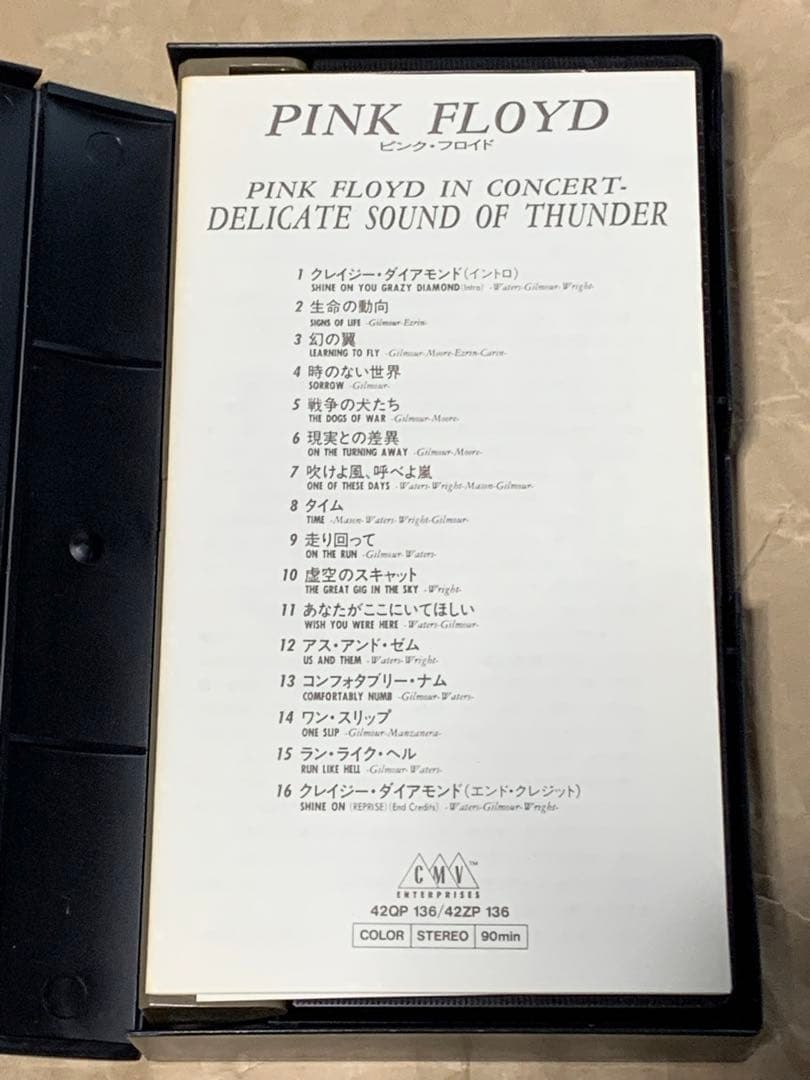 PINK FLOYD
ピンク・フロイド
PINK FLOYD IN CONCERT-
DELICATE SOUND OF THUNDER
1 クレイジー・ダイアモンド(イントロ)
SHINE ON YOU GRAZY DIAMOND (Intro) -Waters-Gilmour-Wright-
2 生命の動向
SIGNS OF LIFE -Gilmour-Ezrin-
3 幻の翼
LEARNING TO FLY -Gilmour-Moore-Ezrin-Carin-
4 時のない世界
SORROW -Gilmour-
5 戦争の犬たち
THE DOGS OF WAR -Gilmour-Moore-
6 現実との差異
ON THE TURNING AWAY -Gilmour-Moore-
7 吹けよ風、呼べよ嵐
ONE OF THESE DAYS -Waters-Wright-Mason-Gilmour-
8 タイム
TIME -Mason-Waters-Wright-Gilmour-
9 走り回って
ON THE RUN -Gilmour-Waters-
10 虚空のスキャット
THE GREAT GIG IN THE SKY -Wright-
11 あなたがここにいてほしい
WISH YOU WERE HERE -Waters-Gilmour-
12 アス・アンド・ゼム
US AND THEM -Waters-Wright-
13 コンフォタブリー・ナム
COMFORTABLY NUMB -Gilmour-Waters-
14 ワン・スリップ
ONE SLIP -Gilmour-Manzanera-
15 ラン・ライク・ヘル
RUN LIKE HELL -Gilmour-Waters-
16 クレイジー・ダイアモンド(エンド・クレジット)
SHINE ON (REPRISE) (End Credits) -Waters-Gilmour-Wright-
CMV™
ENTERPRISES
42QP 136/42ZP 136
COLOR STEREO 90min